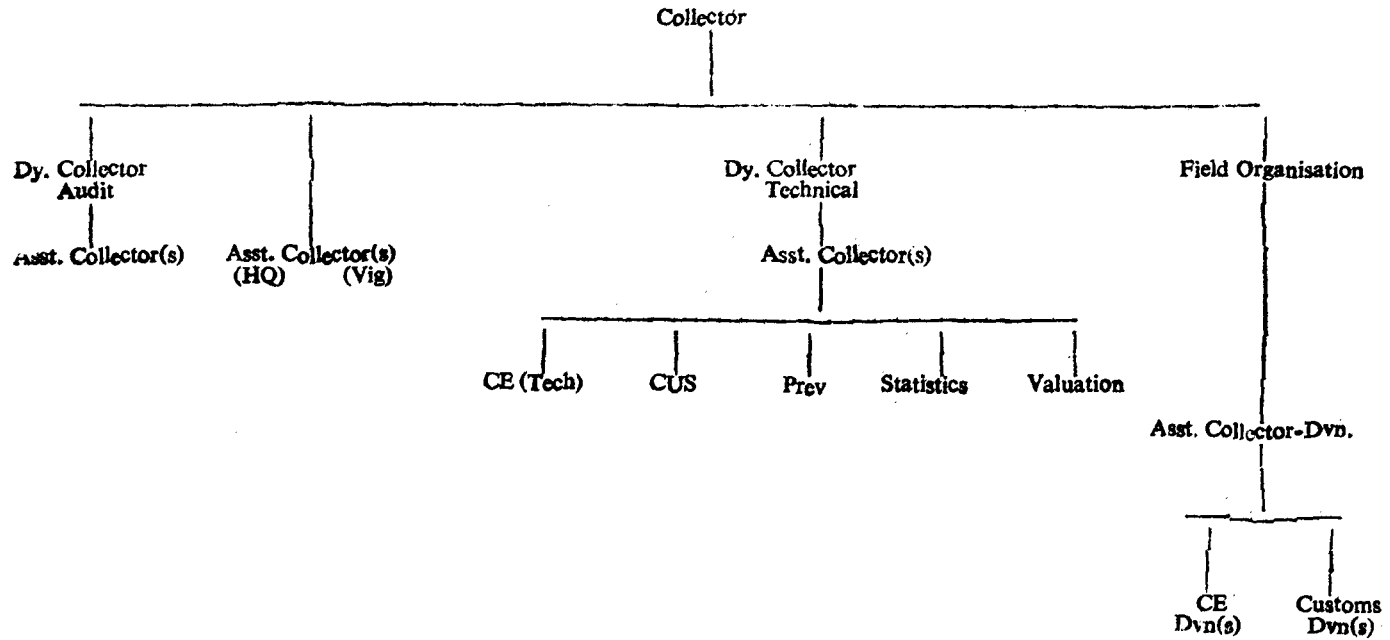 Collector
Dy. Collector
Audit
Dy. Collector
Technical
Field Organisation
Asst. Collector(s)
Asst. Collector(s)
(HQ) (Vig)
Asst. Collector(s)
CE (Tech)
CUS
Prev
Statistics
Valuation
Asst. Collector-Dvn.
CE
Dvn(s)
Customs
Dvn(s)